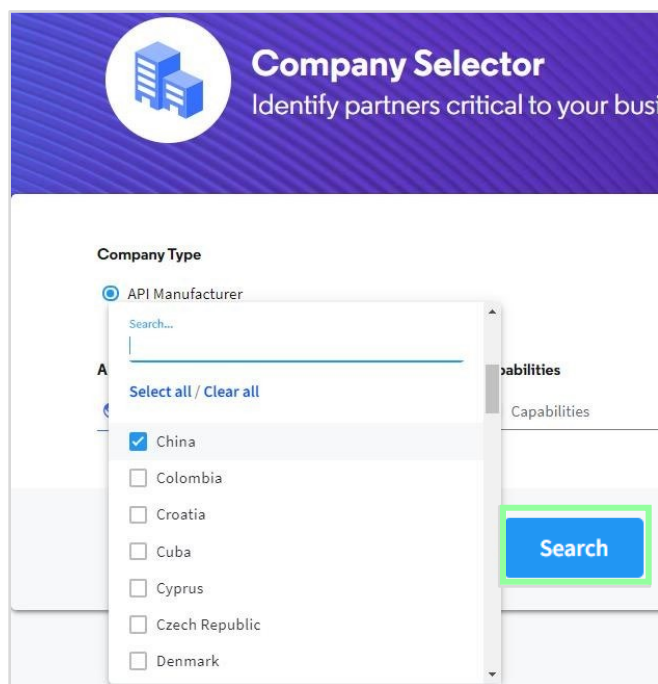 Company Selector
Identify partners critical to your busi
Company Type
API Manufacturer
Search...
A
pabilities
Select all / Clear all
Capabilities
China
Colombia
Croatia
Cuba
Search
Cyprus
Czech Republic
Denmark